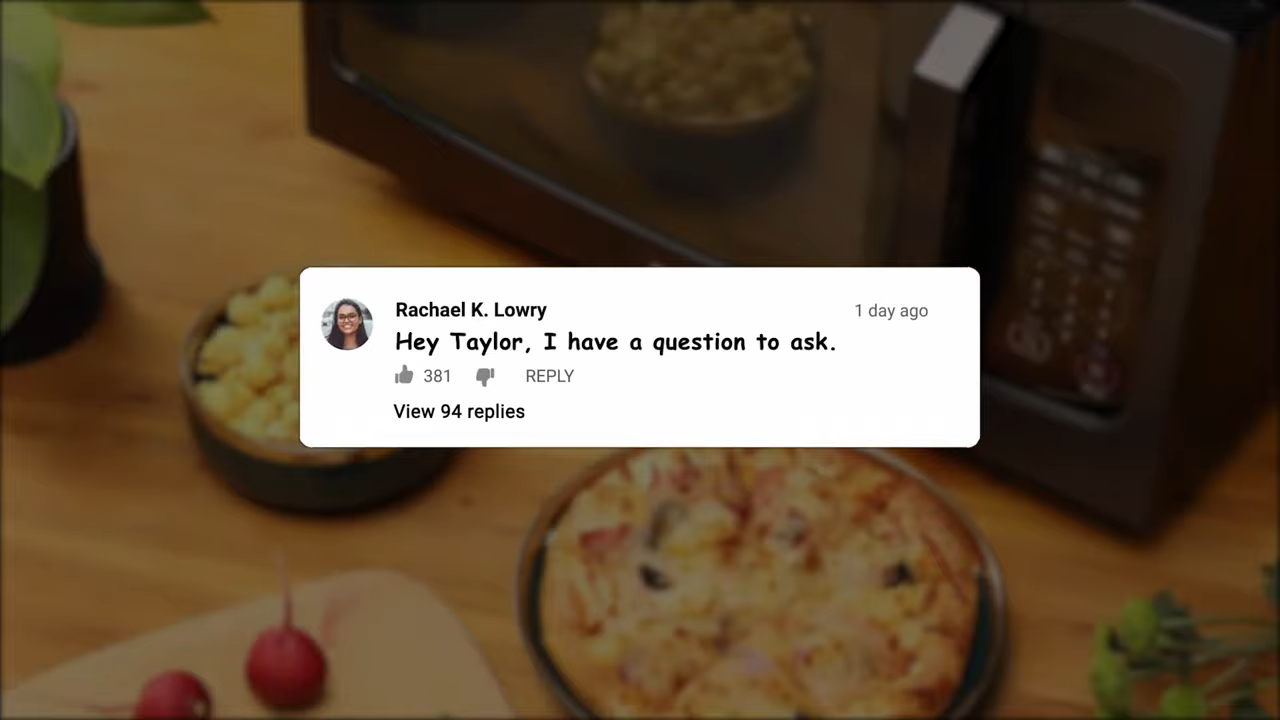 Rachael K. Lowry
1 day ago
Hey Taylor, I have a question to ask.
381
REPLY
View 94 replies